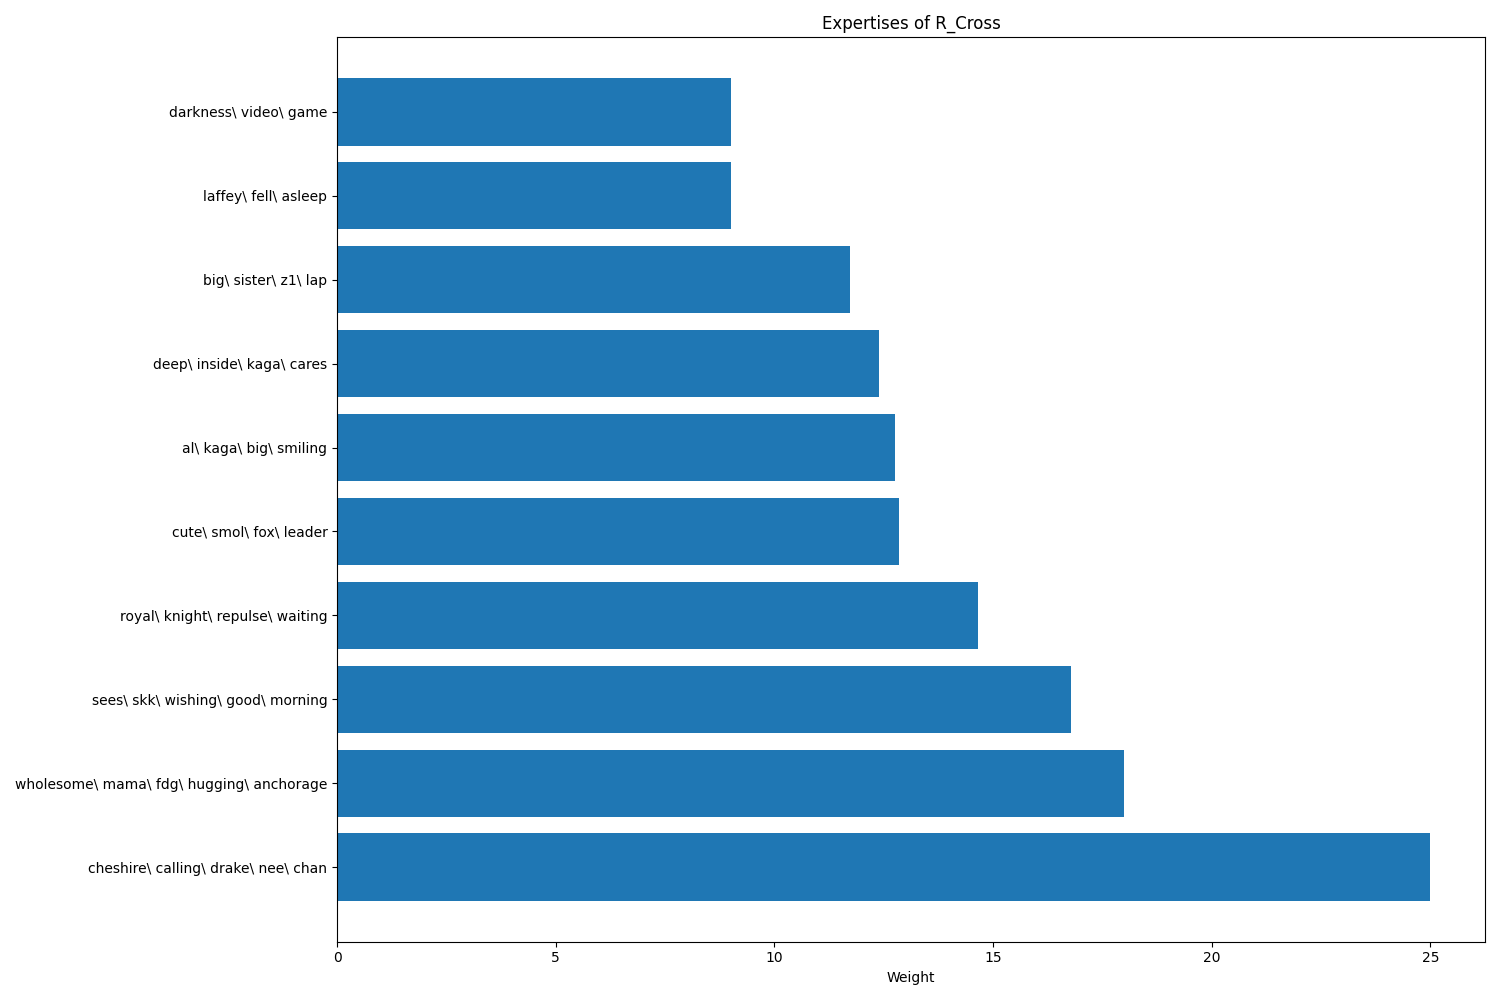 Expertises of R_Cross
darkness\ video\ game
laffey\ fell\ asleep
big\ sister\ z1\ lap
deep\ inside\ kaga\ cares
al\ kaga\ big\ smiling
cute\ smol\ fox\ leader
royal\ knight\ repulse\ waiting
sees\ skk\ wishing\ good\ morning
wholesome\ mama\ fdg\ hugging\ anchorage
cheshire\ calling\ drake\ nee\ chan
0 5 10 15 20 25
Weight